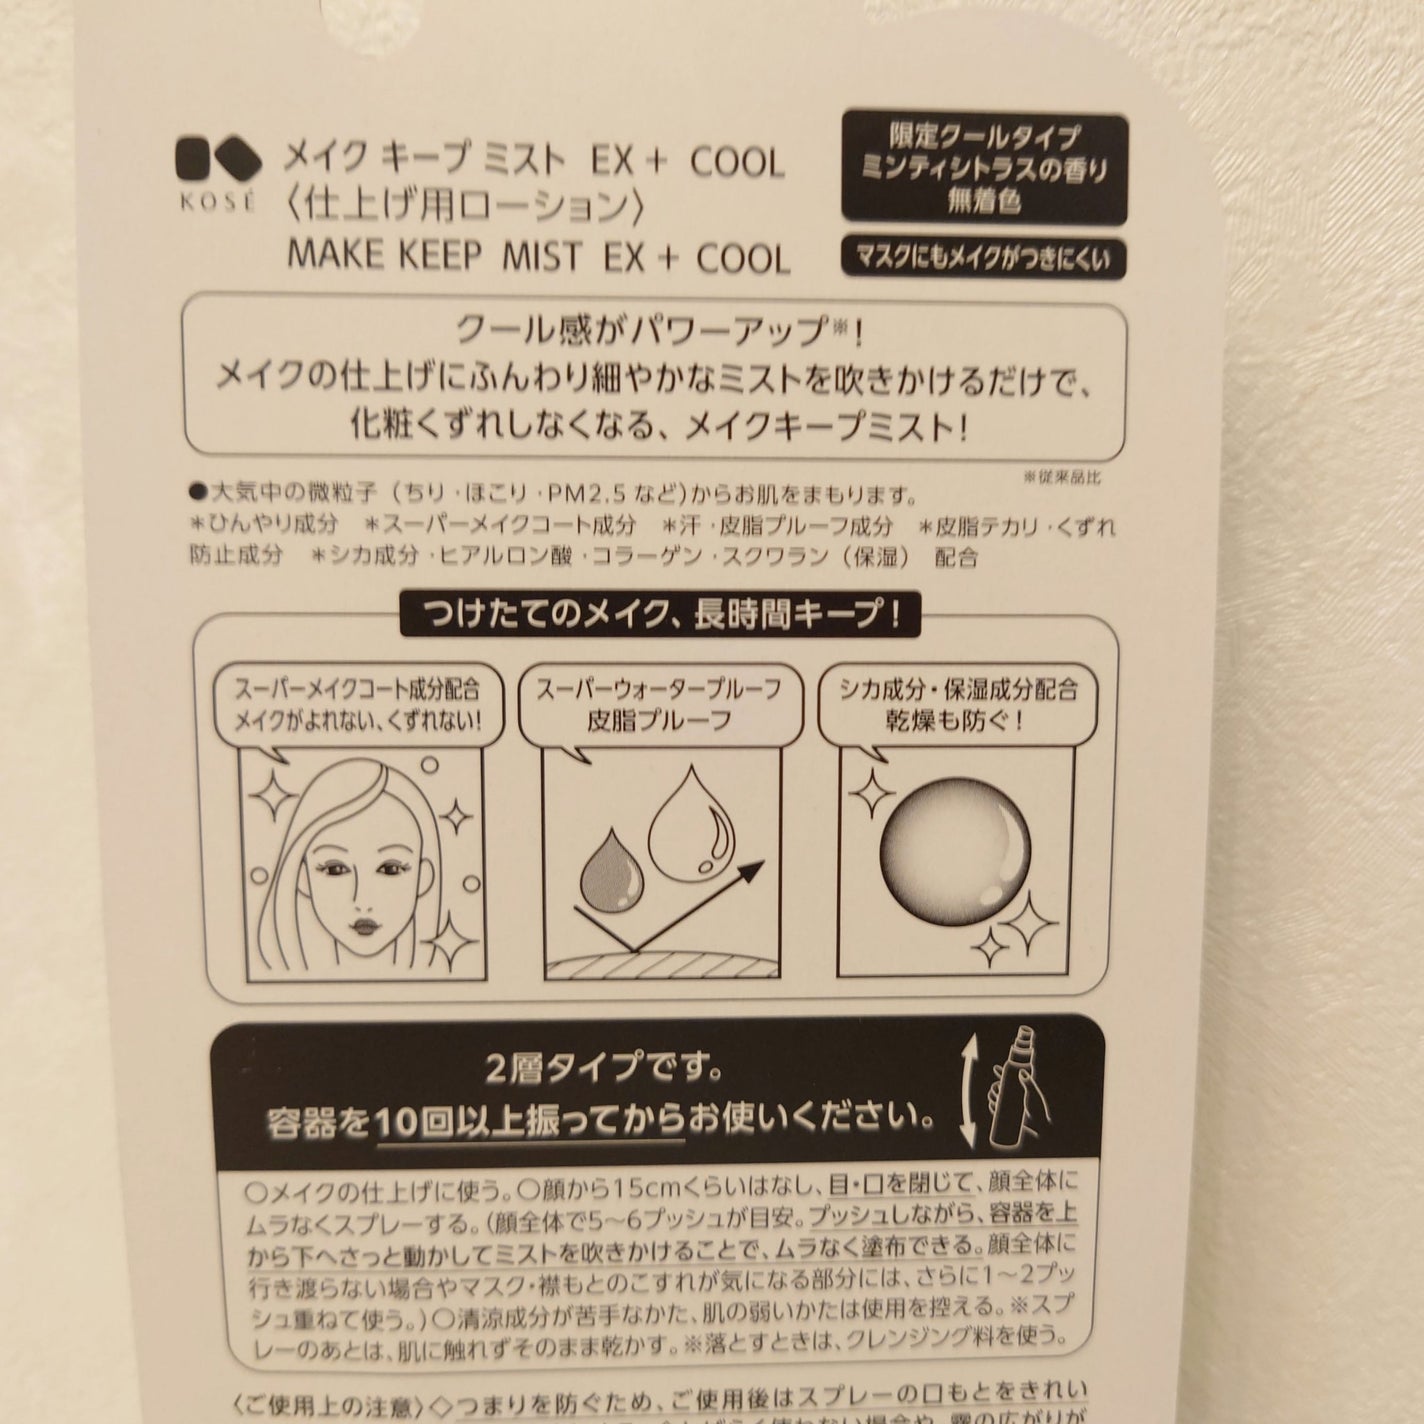 KOSÉ
メイク キープ ミスト EX + COOL
〈仕上げ用ローション〉
MAKE KEEP MIST EX + COOL
限定クールタイプ
ミンティシトラスの香り
無着色
マスクにもメイクがつきにくい
クール感がパワーアップ※!
メイクの仕上げにふんわり細やかなミストを吹きかけるだけで、
化粧くずれしなくなる、メイクキープミスト!
※従来品比
●大気中の微粒子（ちり・ほこり・PM2.5 など)からお肌をまもります。
＊ひんやり成分　＊スーパーメイクコート成分　＊汗・皮脂プルーフ成分　＊皮脂テカリ・くずれ
防止成分　＊シカ成分・ヒアルロン酸・コラーゲン・スクワラン（保湿）　配合
つけたてのメイク、長時間キープ!
スーパーメイクコート成分配合
メイクがよれない、くずれない!
スーパーウォータープルーフ
皮脂プルーフ
シカ成分・保湿成分配合
乾燥も防ぐ!
2層タイプです。
容器を10回以上振ってからお使いください。
○メイクの仕上げに使う。○顔から15cmくらいはなし、目・口を閉じて、顔全体に
ムラなくスプレーする。(顔全体で5〜6プッシュが目安。プッシュしながら、容器を上
から下へさっと動かしてミストを吹きかけることで、ムラなく塗布できる。顔全体に
行き渡らない場合やマスク・襟もとのこすれが気になる部分には、さらに1〜2プッ
シュ重ねて使う。)○清涼成分が苦手なかた、肌の弱いかたは使用を控える。※スプ
レーのあとは、肌に触れずそのまま乾かす。※落とすときは、クレンジング料を使う。
〈ご使用上の注意〉◇つまりを防ぐため、ご使用後はスプレーの口もとをきれい